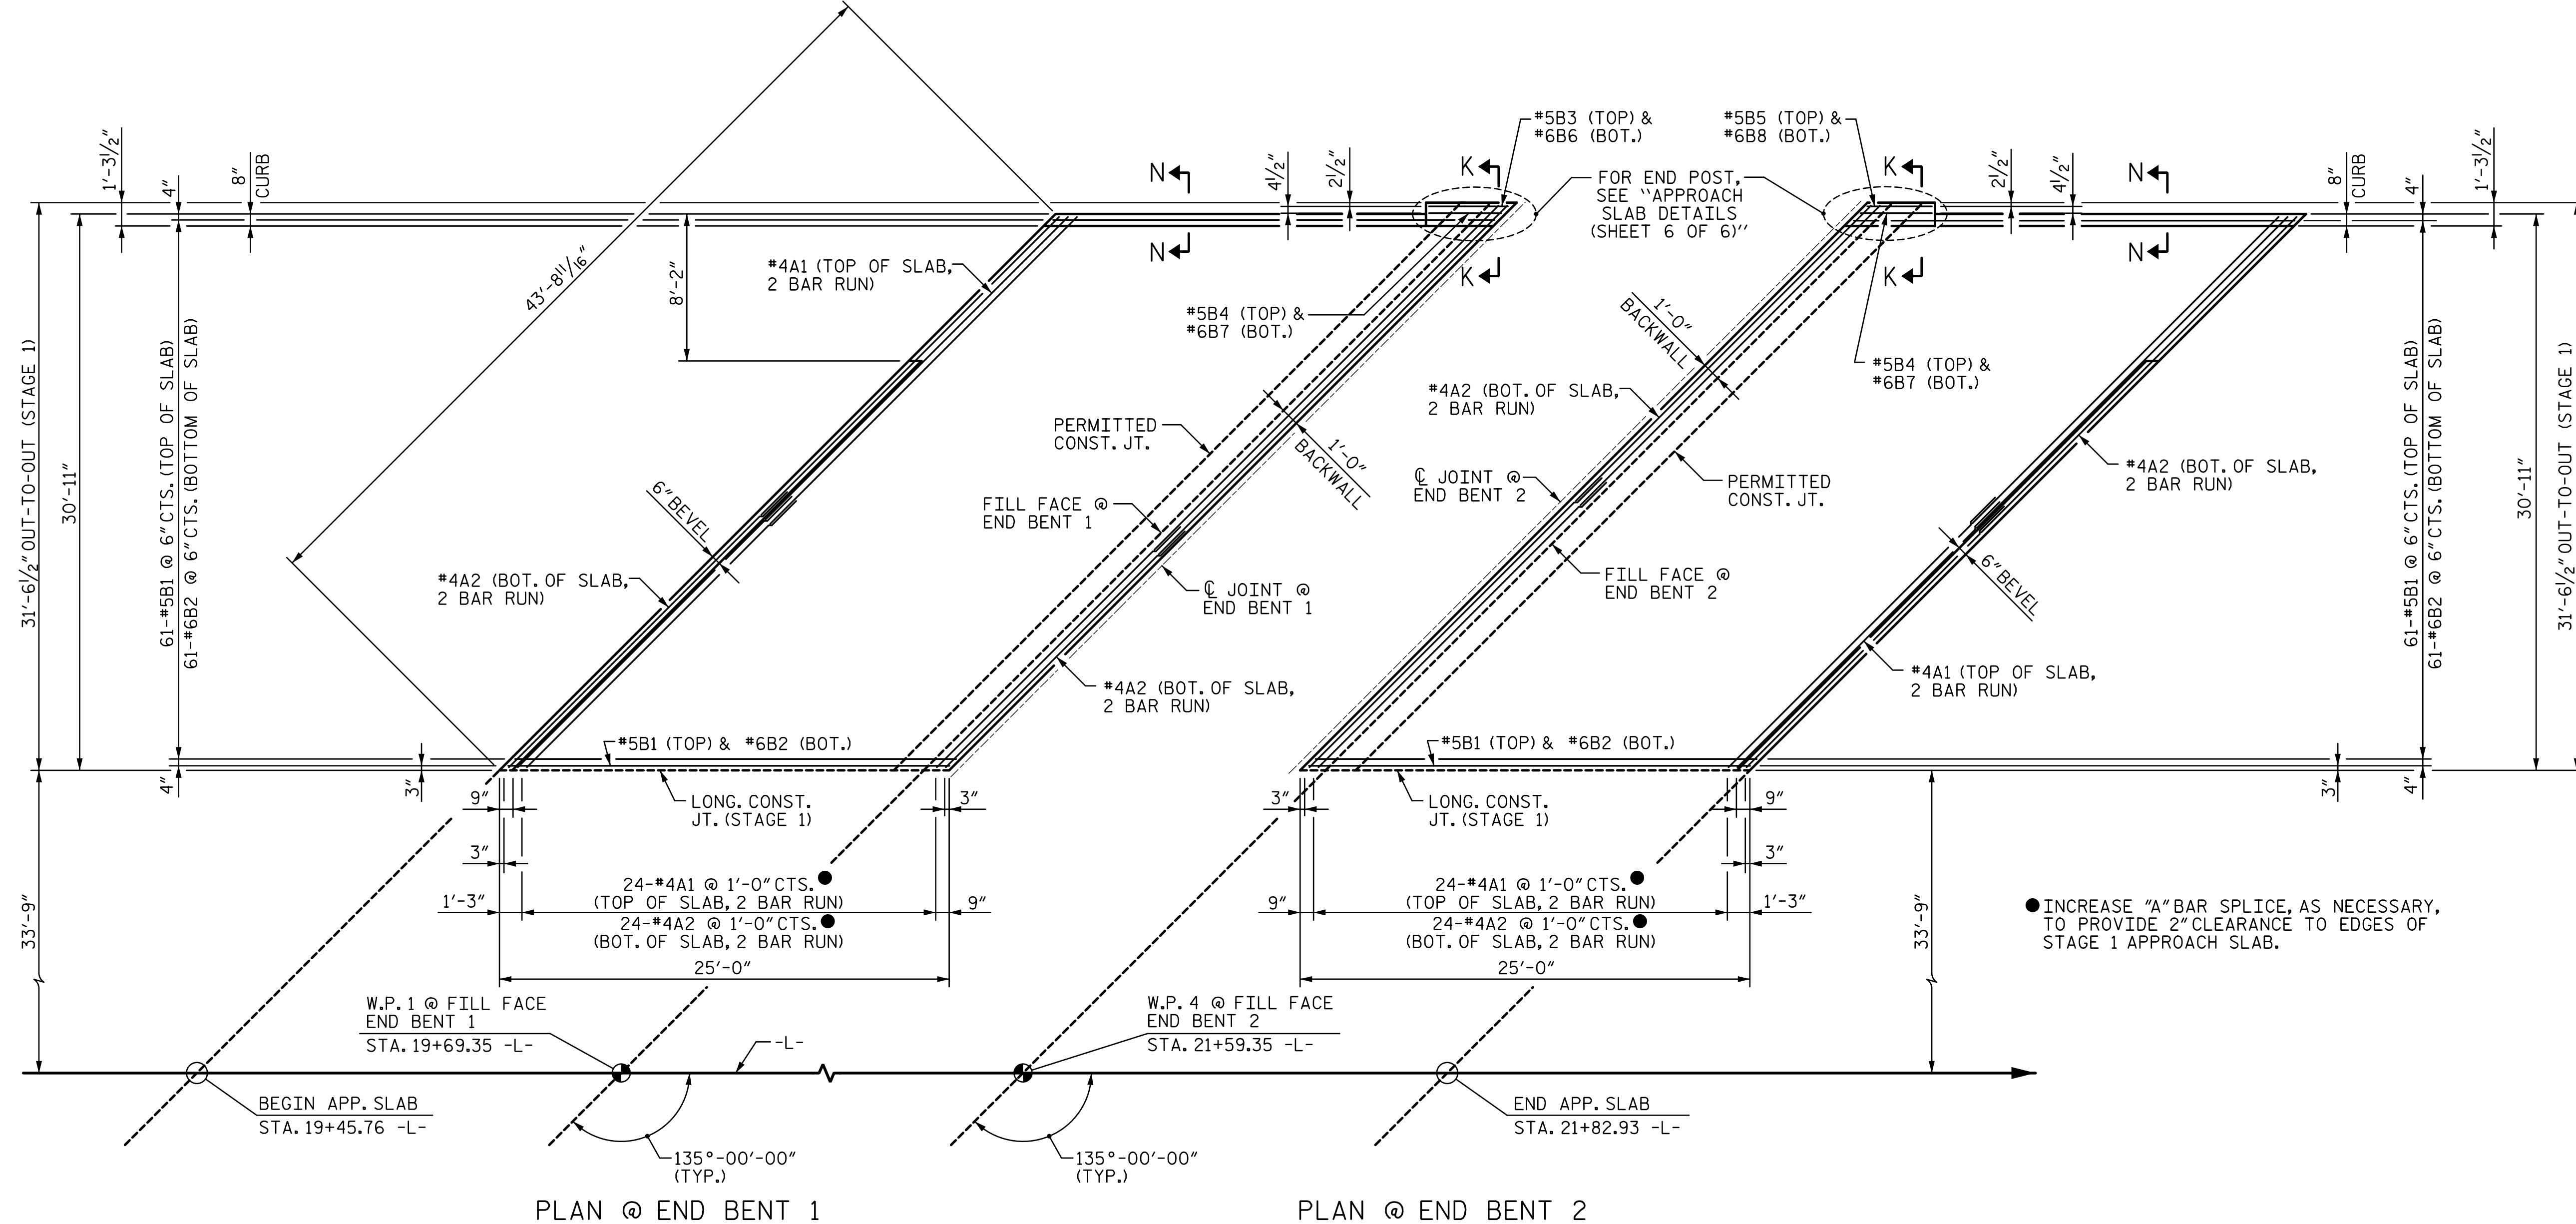 #5B3 (TOP) &
#6B6 (BOT.)
#5B5 (TOP) &
#6B8 (BOT.)
1'-3½"
4"
8"
CURB
N
4½"
2½"
K
FOR END POST,
SEE "APPROACH
SLAB DETAILS
(SHEET 6 OF 6)"
K
2½"
4½"
N
8"
CURB
4"
1'-3½"
N
K
K
N
43'-8 11/16"
8'-2"
#4A1 (TOP OF SLAB,
2 BAR RUN)
#5B4 (TOP) &
#6B7 (BOT.)
1'-0"
BACKWALL
#5B4 (TOP) &
#6B7 (BOT.)
31'-6½" OUT-TO-OUT (STAGE 1)
30'-11"
61-#5B1 @ 6" CTS. (TOP OF SLAB)
61-#6B2 @ 6" CTS. (BOTTOM OF SLAB)
#4A2 (BOT. OF SLAB,
2 BAR RUN)
PERMITTED
CONST. JT.
1'-0"
BACKWALL
℄ JOINT @
END BENT 2
PERMITTED
CONST. JT.
#4A2 (BOT. OF SLAB,
2 BAR RUN)
61-#5B1 @ 6" CTS. (TOP OF SLAB)
61-#6B2 @ 6" CTS. (BOTTOM OF SLAB)
30'-11"
31'-6½" OUT-TO-OUT (STAGE 1)
6" BEVEL
FILL FACE @
END BENT 1
#4A2 (BOT. OF SLAB,
2 BAR RUN)
℄ JOINT @
END BENT 1
FILL FACE @
END BENT 2
6" BEVEL
#4A2 (BOT. OF SLAB,
2 BAR RUN)
#4A1 (TOP OF SLAB,
2 BAR RUN)
#5B1 (TOP) & #6B2 (BOT.)
#5B1 (TOP) & #6B2 (BOT.)
4"
3"
9"
LONG. CONST.
JT. (STAGE 1)
3"
3"
LONG. CONST.
JT. (STAGE 1)
9"
3"
4"
3"
3"
33'-9"
1'-3"
24-#4A1 @ 1'-0" CTS. ●
(TOP OF SLAB, 2 BAR RUN)
24-#4A2 @ 1'-0" CTS. ●
(BOT. OF SLAB, 2 BAR RUN)
9"
9"
24-#4A1 @ 1'-0" CTS. ●
(TOP OF SLAB, 2 BAR RUN)
24-#4A2 @ 1'-0" CTS. ●
(BOT. OF SLAB, 2 BAR RUN)
1'-3"
33'-9"
● INCREASE "A" BAR SPLICE, AS NECESSARY,
TO PROVIDE 2" CLEARANCE TO EDGES OF
STAGE 1 APPROACH SLAB.
25'-0"
25'-0"
W.P. 1 @ FILL FACE
END BENT 1
STA. 19+69.35 -L-
-L-
W.P. 4 @ FILL FACE
END BENT 2
STA. 21+59.35 -L-
BEGIN APP. SLAB
STA. 19+45.76 -L-
END APP. SLAB
STA. 21+82.93 -L-
135°-00'-00"
(TYP.)
135°-00'-00"
(TYP.)
PLAN @ END BENT 1
PLAN @ END BENT 2